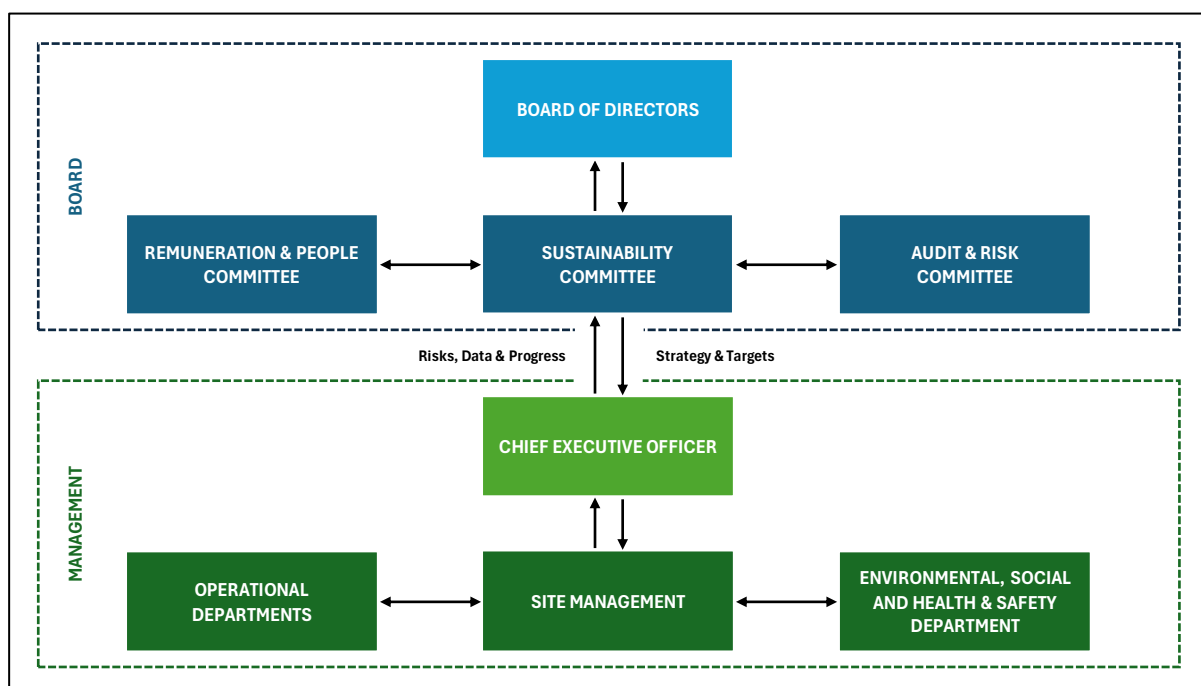 BOARD OF DIRECTORS
BOARD
REMUNERATION & PEOPLE
COMMITTEE
SUSTAINABILITY
COMMITTEE
AUDIT & RISK
COMMITTEE
Risks, Data & Progress
Strategy & Targets
CHIEF EXECUTIVE OFFICER
MANAGEMENT
OPERATIONAL
DEPARTMENTS
SITE MANAGEMENT
ENVIRONMENTAL, SOCIAL
AND HEALTH & SAFETY
DEPARTMENT